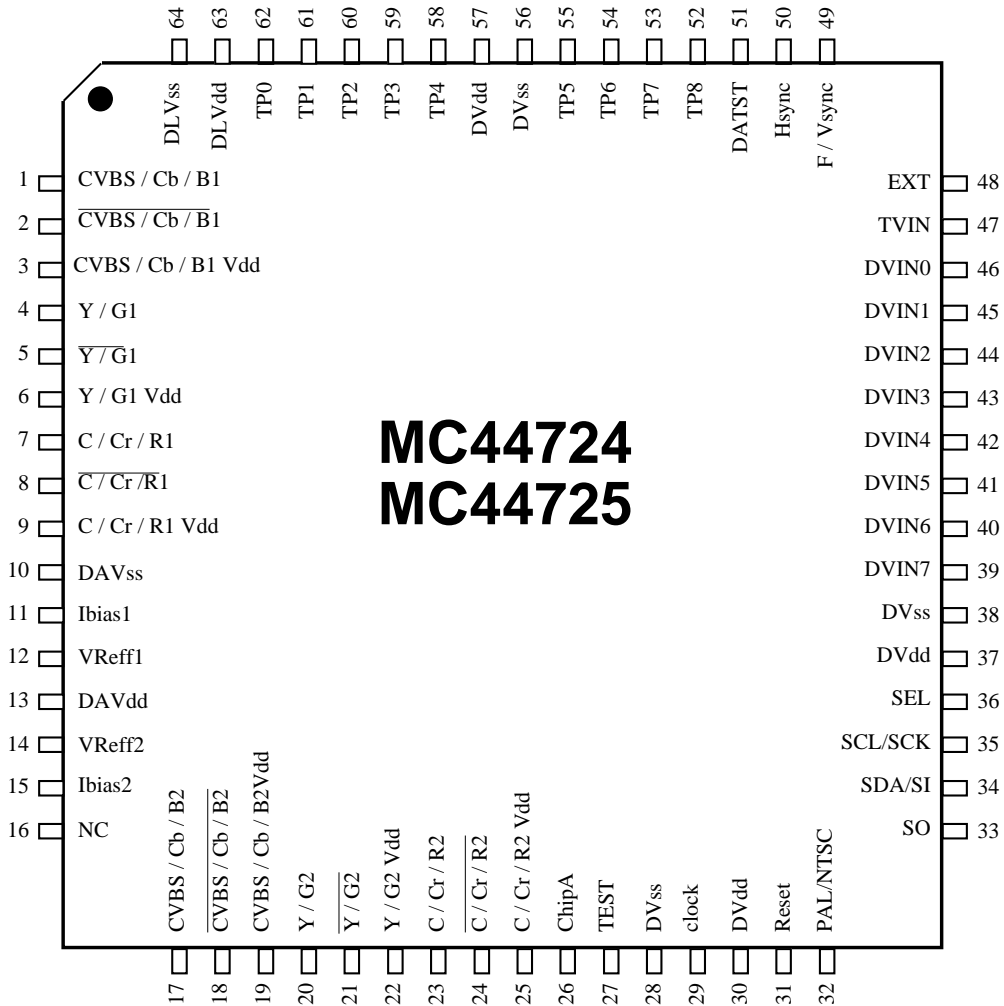 64 63 62 61 60 59 58 57 56 55 54 53 52 51 50 49
DLVss DLVdd TP0 TP1 TP2 TP3 TP4 DVdd DVss TP5 TP6 TP7 TP8 DATST Hsync F / Vsync
1 CVBS / Cb / B1 EXT 48
2 CVBS / Cb / B1 TVIN 47
3 CVBS / Cb / B1 Vdd DVIN0 46
4 Y / G1 DVIN1 45
5 Y / G1 DVIN2 44
6 Y / G1 Vdd DVIN3 43
7 C / Cr / R1 DVIN4 42
8 C / Cr /R1 DVIN5 41
9 C / Cr / R1 Vdd DVIN6 40
MC44724
MC44725
10 DAVss DVIN7 39
11 Ibias1 DVss 38
12 VReff1 DVdd 37
13 DAVdd SEL 36
14 VReff2 SCL/SCK 35
15 Ibias2 SDA/SI 34
16 NC SO 33
CVBS / Cb / B2 CVBS / Cb / B2 CVBS / Cb / B2Vdd Y / G2 Y / G2 Y / G2 Vdd C / Cr / R2 C / Cr / R2 C / Cr / R2 Vdd ChipA TEST DVss clock DVdd Reset PAL/NTSC
17 18 19 20 21 22 23 24 25 26 27 28 29 30 31 32